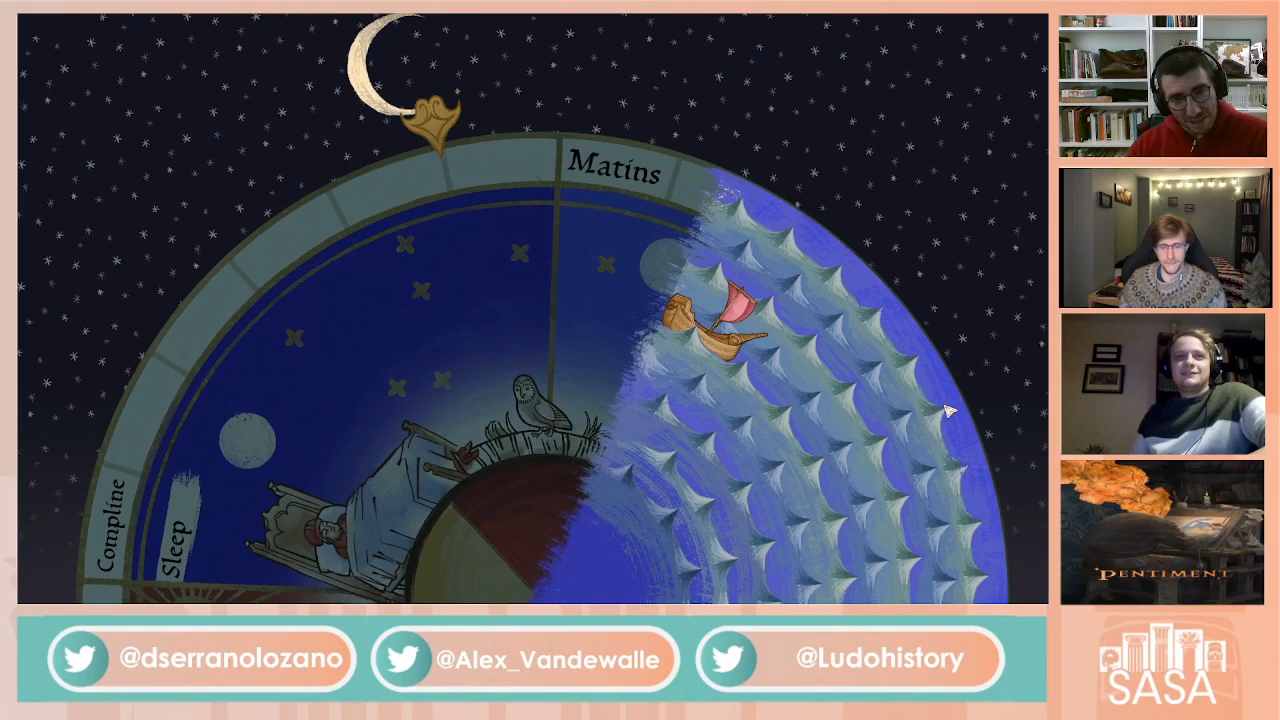 Matins
Compline
Sleep
PENTIMENT
@dserranolozano
@Alex_Vandewalle
@Ludohistory
SASA